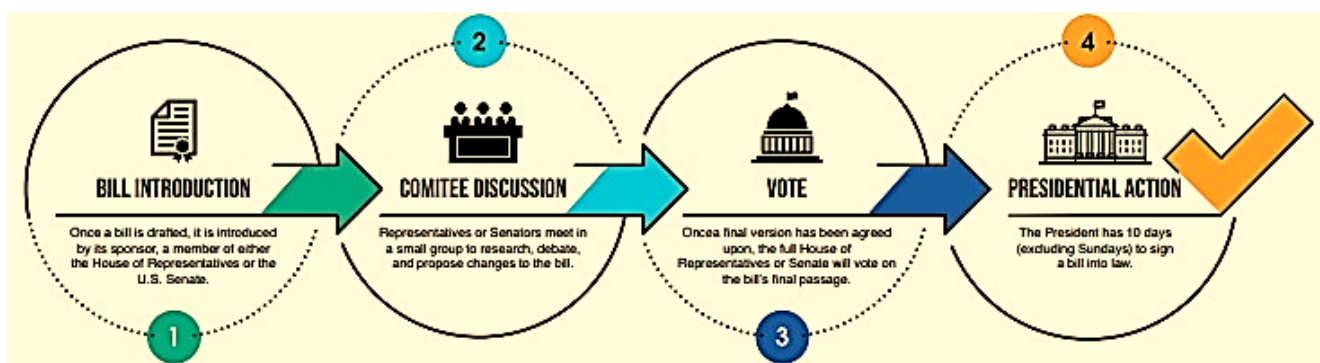 1
BILL INTRODUCTION
Once a bill is drafted, it is introduced
by its sponsor, a member of either
the House of Representatives or the
U.S. Senate.
2
COMITEE DISCUSSION
Representatives or Senators meet in
a small group to research, debate,
and propose changes to the bill.
3
VOTE
Oncea final version has been agreed
upon, the full House of
Representatives or Senate will vote on
the bill's final passage.
4
PRESIDENTIAL ACTION
The President has 10 days
(excluding Sundays) to sign
a bill into law.